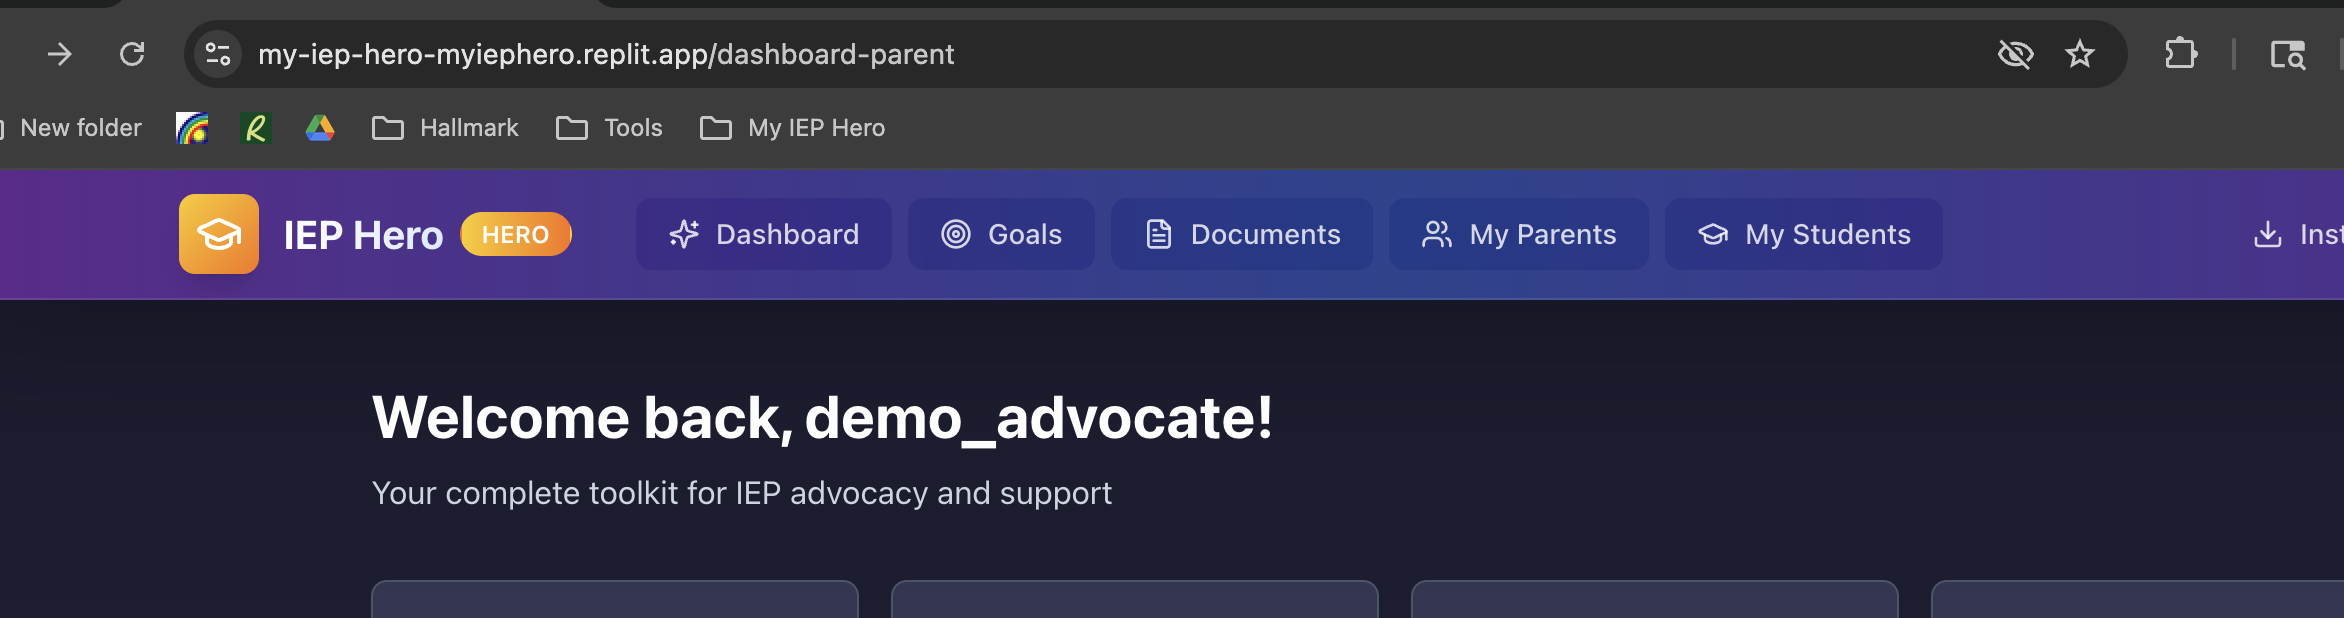 my-iep-hero-myiephero.replit.app/dashboard-parent
New folder R Hallmark Tools My IEP Hero
IEP Hero HERO Dashboard Goals Documents My Parents My Students
Welcome back, demo_advocate!
Your complete toolkit for IEP advocacy and support